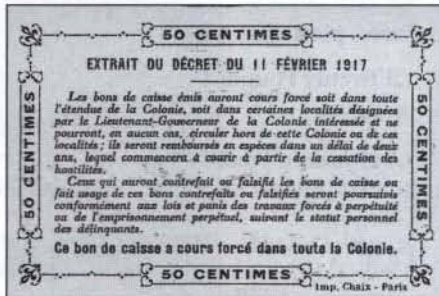 50 CENTIMES
EXTRAIT DU DÉCRET DU 11 FÉVRIER 1917
Les bons de caisse émis auront cours forcé soit dans toute
l'étendue de la Colonie, soit dans certaines localités désignées
par le Lieutenant-Gouverneur de la Colonie intéressée et ne
pourront, en aucun cas, circuler hors de cette Colonie ou de ces
localités ; ils seront remboursés en espèces dans un délai de deux
ans, lequel commencera à courir à partir de la cessation des
hostilités.
Ceux qui auront contrefait ou falsifié les bons de caisse ou
fait usage de ces bons contrefaits ou falsifiés seront poursuivis
conformément aux lois et punis des travaux forcés à perpétuité
ou de l'emprisonnement perpétuel, suivant le statut personnel
des délinquants.
Ce bon de caisse a cours forcé dans toute la Colonie.
50 CENTIMES
50 CENTIMES
50 CENTIMES
Imp. Chaix - Paris